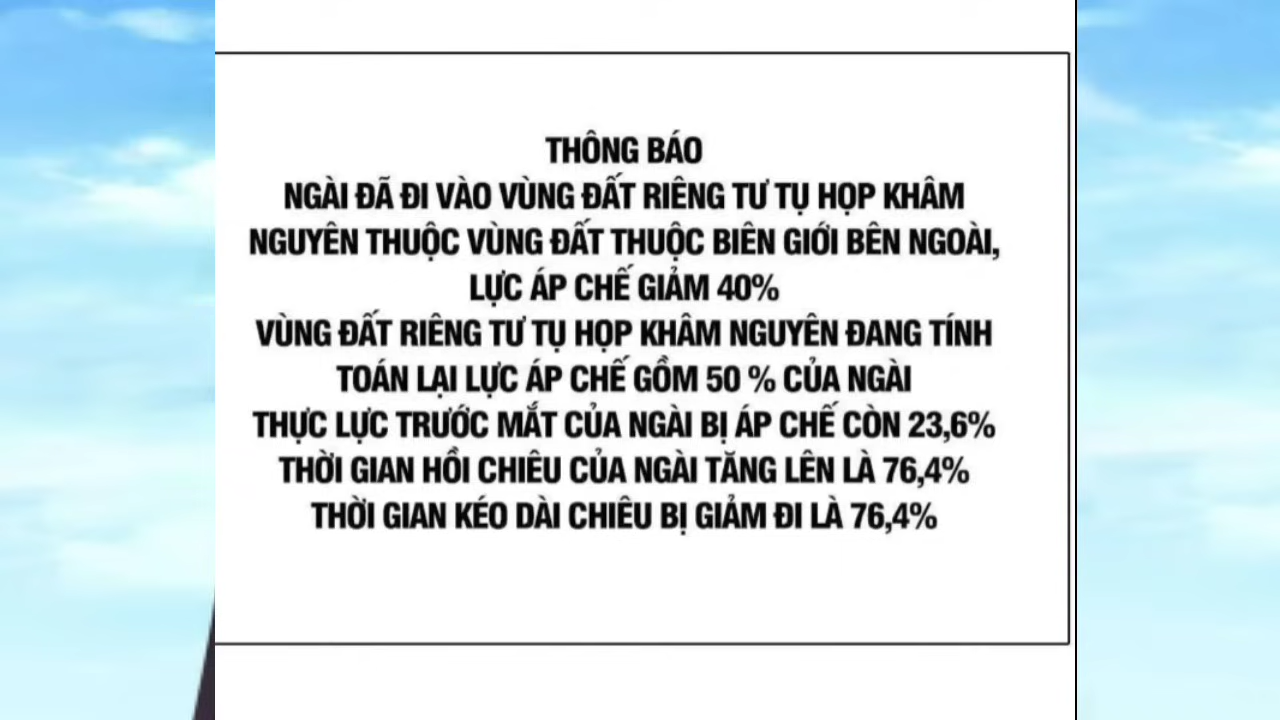 THÔNG BÁO
NGÀI ĐÃ ĐI VÀO VÙNG ĐẤT RIÊNG TƯ TỤ HỌP KHÂM
NGUYÊN THUỘC VÙNG ĐẤT THUỘC BIÊN GIỚI BÊN NGOÀI,
LỰC ÁP CHẾ GIẢM 40%
VÙNG ĐẤT RIÊNG TƯ TỤ HỌP KHÂM NGUYÊN ĐANG TÍNH
TOÁN LẠI LỰC ÁP CHẾ GỒM 50 % CỦA NGÀI
THỰC LỰC TRƯỚC MẮT CỦA NGÀI BỊ ÁP CHẾ CÒN 23,6%
THỜI GIAN HỒI CHIÊU CỦA NGÀI TĂNG LÊN LÀ 76,4%
THỜI GIAN KÉO DÀI CHIÊU BỊ GIẢM ĐI LÀ 76,4%